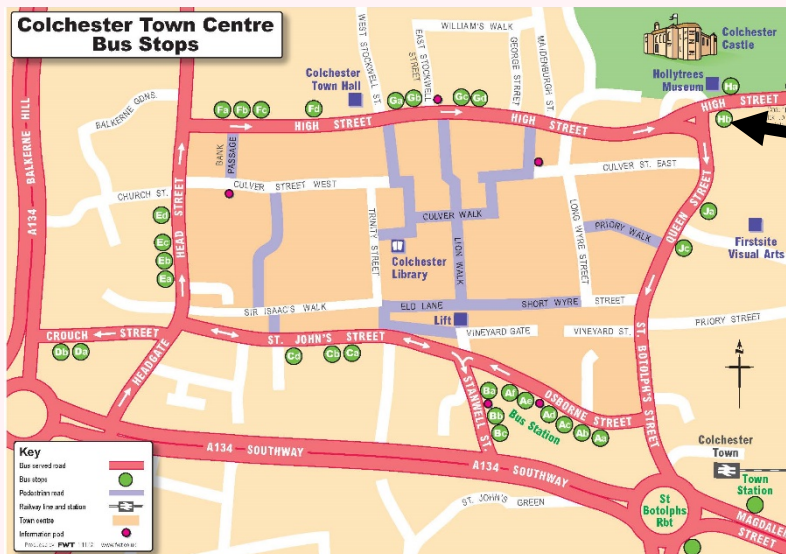 Colchester Town Centre
Bus Stops
WILLIAM'S WALK
WEST STOCKWELL ST.
EAST STOCKWELL
STREET
GEORGE STREET
MAIDENBURGH ST.
Colchester
Castle
Hollytrees
Museum
Ha
HIGH STREET
Hb
Colchester
Town Hall
Fa
Fb
Fc
Fd
Ga
Gb
Gc
Gd
HIGH STREET
HIGH STREET
BALKERNE HILL
A134
BALKERNE GDNS.
BANK
PASSAGE
CHURCH ST.
CULVER STREET WEST
CULVER ST. EAST
HEAD STREET
Ed
Ec
Eb
Ea
TRINITY STREET
CULVER WALK
LION WALK
LONG WYRE STREET
PRIORY WALK
QUEEN STREET
Ja
Jc
Firstsite
Visual Arts
Colchester
Library
SIR ISAAC'S WALK
ELD LANE
SHORT WYRE
STREET
Lift
VINEYARD GATE
VINEYARD ST.
PRIORY STREET
CROUCH STREET
Db
Da
HEADGATE
ST. JOHN'S STREET
Cd
Cb
Ca
STANWELL ST.
Ba
Bb
Bc
Af
Ae
Ad
Ac
Ab
Aa
Bus Station
OSBORNE STREET
ST. BOTOLPH'S STREET
N
A134 SOUTHWAY
A134 SOUTHWAY
ST. JOHN'S
GREEN
St
Botolphs
Rbt
Colchester
Town
Town
Station
MAGDALEN
STREET
Key
Bus served road
Bus stops
Pedestrian road
Railway line and station
Town centre
Information pod